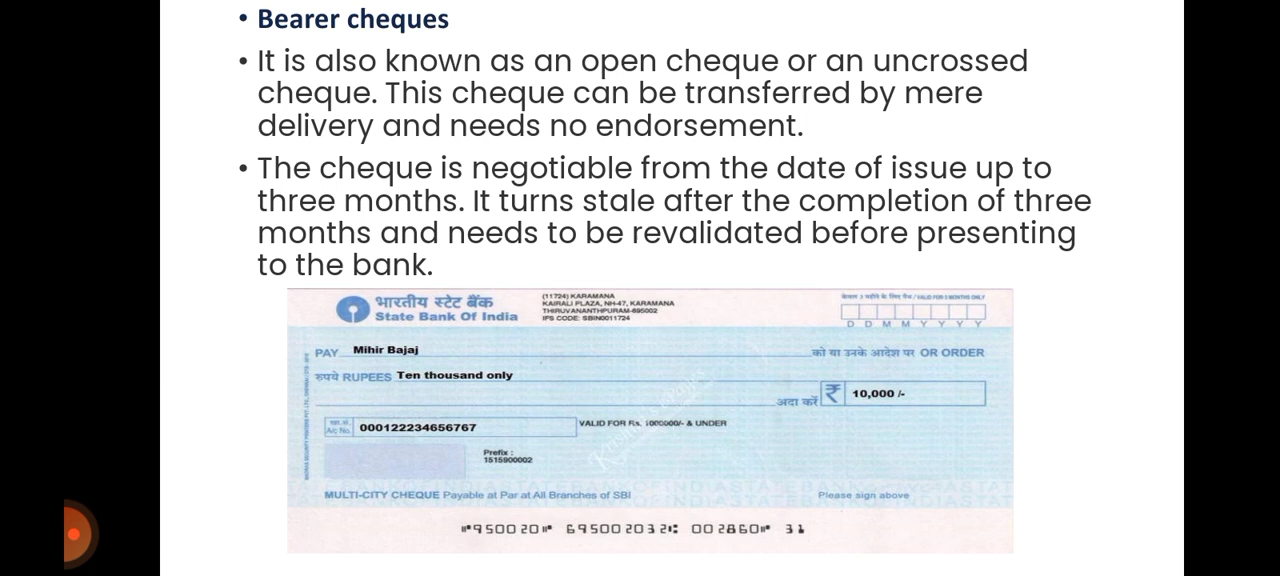 • Bearer cheques
• It is also known as an open cheque or an uncrossed
cheque. This cheque can be transferred by mere
delivery and needs no endorsement.
• The cheque is negotiable from the date of issue up to
three months. It turns stale after the completion of three
months and needs to be revalidated before presenting
to the bank.
भारतीय स्टेट बैंक
State Bank Of India
(11724) KARAMANA
KAIRALI PLAZA, NH-47, KARAMANA
THIRUVANANTHPURAM-695002
IFS CODE: SBIN0011724
VALID FOR 3 MONTHS ONLY
D D M M Y Y Y Y
PAY Mihir Bajaj को या उनके आदेश पर OR ORDER
रुपये RUPEES Ten thousand only
अदा करें ₹ 10,000 /-
A/c No. 000122234656767 VALID FOR Rs. 1000000/- & UNDER
Prefix :
1515900002
MULTI-CITY CHEQUE Payable at Par at All Branches of SBI Please sign above
⑈950020⑈ 695002032⑆ 002860⑈ 31